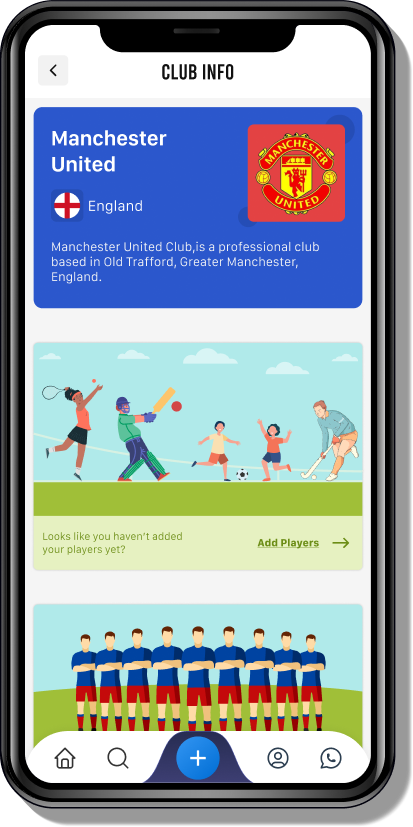 CLUB INFO
Manchester
United
MANCHESTER
UNITED
England
Manchester United Club,is a professional club
based in Old Trafford, Greater Manchester,
England.
Looks like you haven't added
your players yet?
Add Players